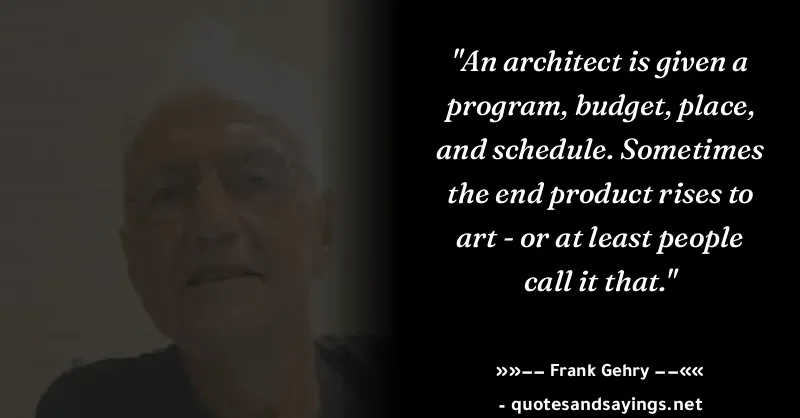 "An architect is given a
program, budget, place,
and schedule. Sometimes
the end product rises to
art - or at least people
call it that."
»»−− Frank Gehry −−««
- quotesandsayings.net